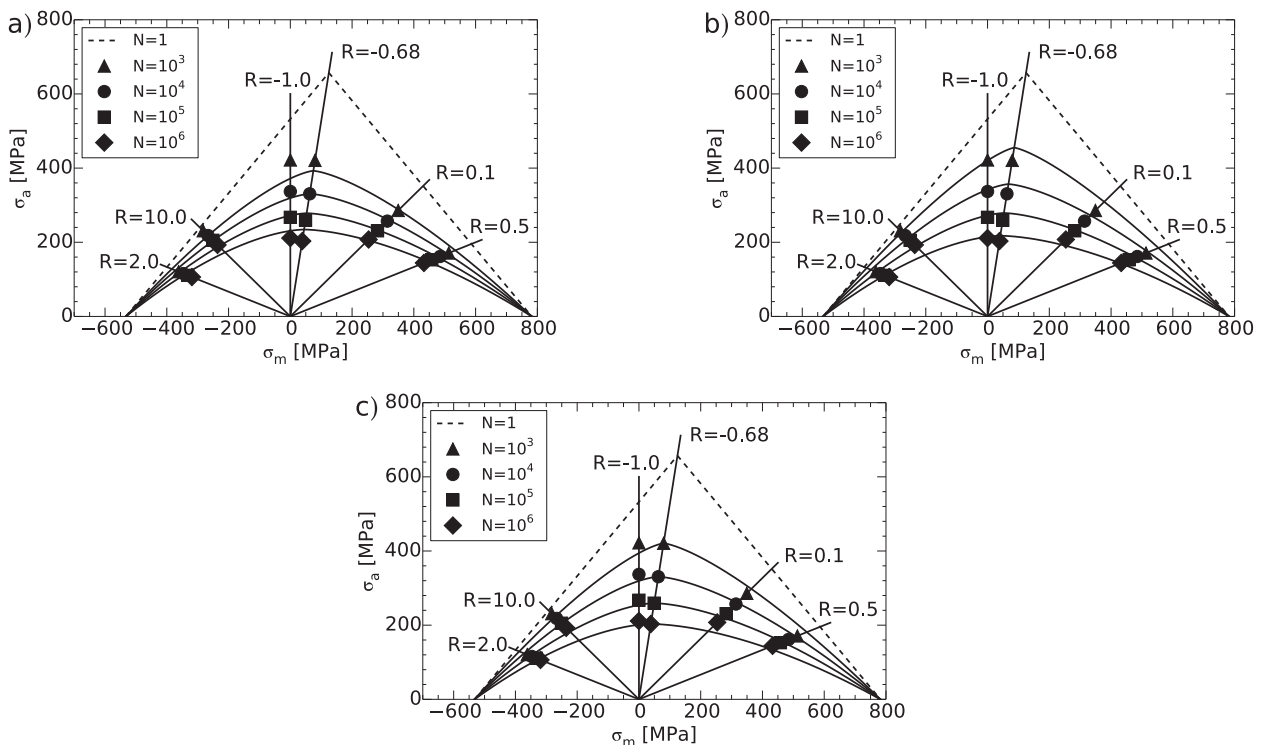 a)
800
600
400
200
0
σa [MPa]
N=1
N=10³
N=10⁴
N=10⁵
N=10⁶
R=-0.68
R=-1.0
R=0.1
R=10.0
R=0.5
R=2.0
−600 −400 −200 0 200 400 600 800
σm [MPa]
b)
800
600
400
200
0
σa [MPa]
N=1
N=10³
N=10⁴
N=10⁵
N=10⁶
R=-0.68
R=-1.0
R=0.1
R=10.0
R=0.5
R=2.0
−600 −400 −200 0 200 400 600 800
σm [MPa]
c)
800
600
400
200
0
σa [MPa]
N=1
N=10³
N=10⁴
N=10⁵
N=10⁶
R=-0.68
R=-1.0
R=0.1
R=10.0
R=0.5
R=2.0
−600 −400 −200 0 200 400 600 800
σm [MPa]